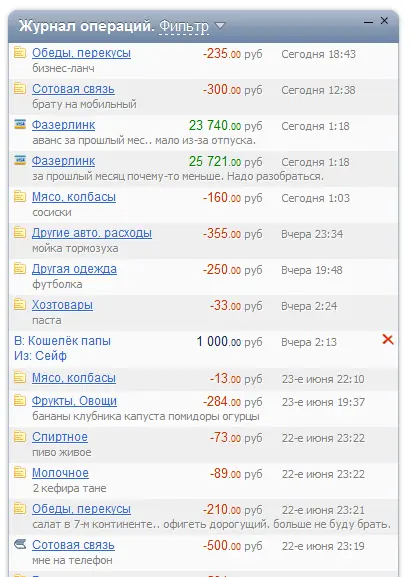 Журнал операций. Фильтр
Обеды, перекусы -235.00 руб Сегодня 18:43
бизнес-ланч
Сотовая связь -300.00 руб Сегодня 12:38
брату на мобильный
Фазерлинк 23 740.00 руб Сегодня 1:18
аванс за прошлый мес.. мало из-за отпуска.
Фазерлинк 25 721.00 руб Сегодня 1:18
за прошлый месяц почему-то меньше. Надо разобраться.
Мясо, колбасы -160.00 руб Сегодня 1:03
сосиски
Другие авто. расходы -355.00 руб Вчера 23:34
мойка тормозуха
Другая одежда -250.00 руб Вчера 19:48
футболка
Хозтовары -33.00 руб Вчера 2:24
паста
В: Кошелёк папы 1 000.00 руб Вчера 2:13
Из: Сейф
Мясо, колбасы -13.00 руб 23-е июня 22:10
Фрукты, Овощи -284.00 руб 23-е июня 19:37
бананы клубника капуста помидоры огурцы
Спиртное -73.00 руб 22-е июня 23:22
пиво живое
Молочное -89.00 руб 22-е июня 23:22
2 кефира тане
Обеды, перекусы -210.00 руб 22-е июня 23:21
салат в 7-м континенте.. офигеть дорогущий. больше не буду брать.
Сотовая связь -500.00 руб 22-е июня 23:19
мне на телефон